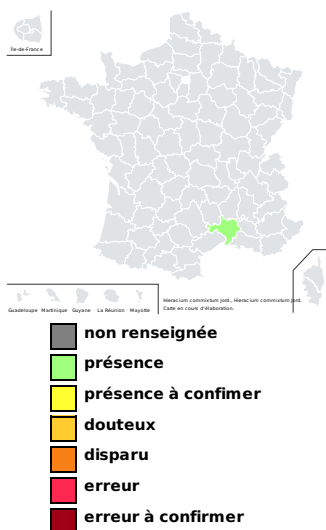 Île-de-France
Guadeloupe Martinique Guyane La Réunion Mayotte
Hieracium commixtum Jord., Hieracium commixtum Jord.
Carte en cours d'élaboration.
non renseignée
présence
présence à confimer
douteux
disparu
erreur
erreur à confirmer